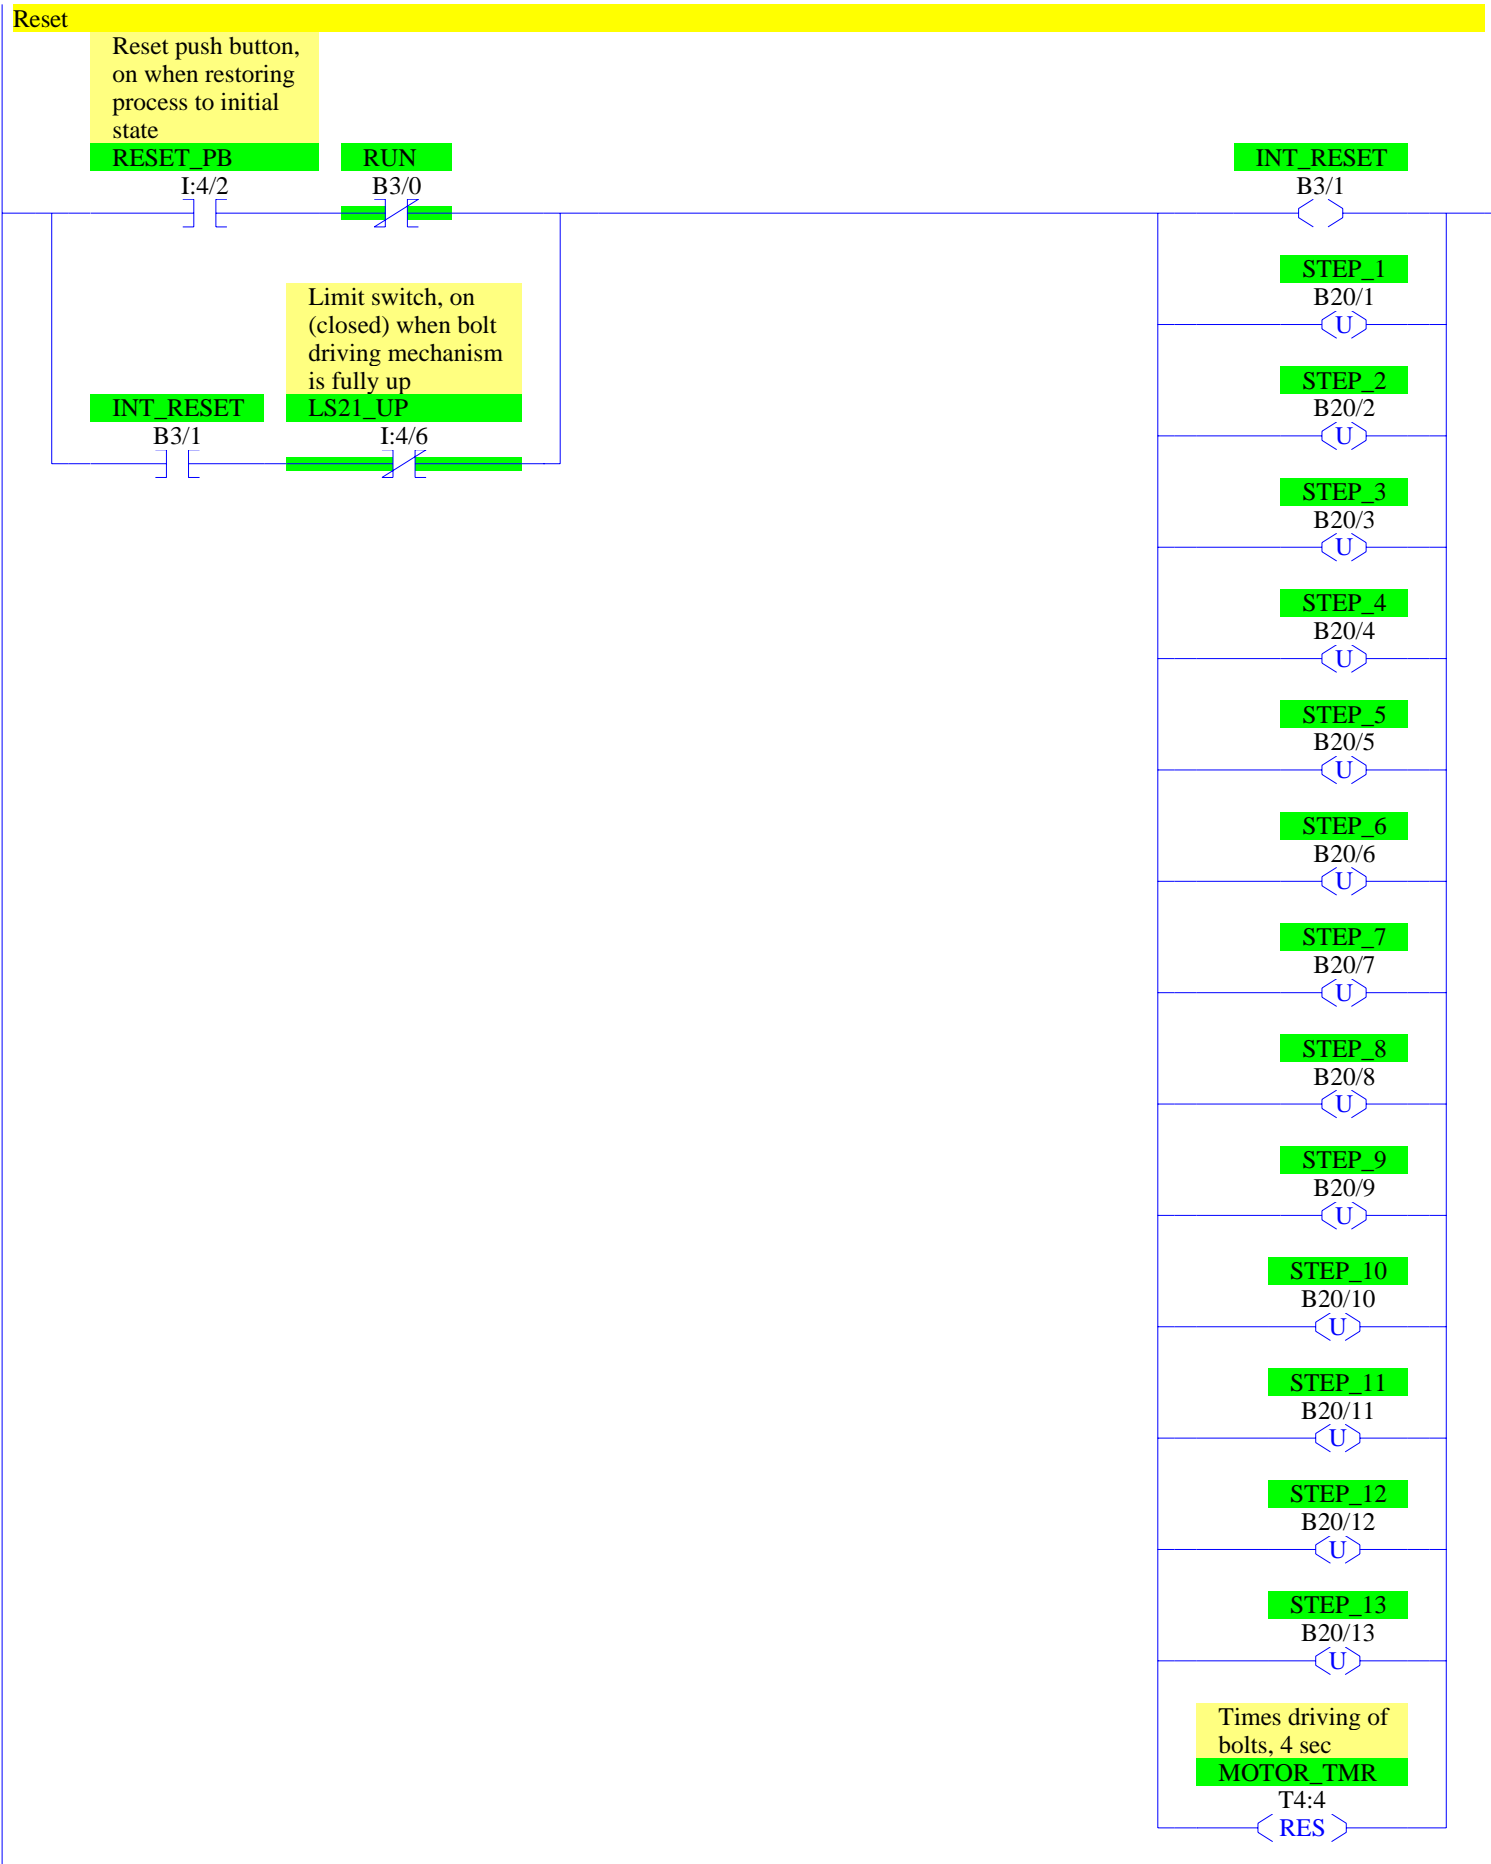 Reset
Reset push button,
on when restoring
process to initial
state
RESET_PB
I:4/2
RUN
B3/0
INT_RESET
B3/1
Limit switch, on
(closed) when bolt
driving mechanism
is fully up
INT_RESET
B3/1
LS21_UP
I:4/6
STEP_1
B20/1
U
STEP_2
B20/2
U
STEP_3
B20/3
U
STEP_4
B20/4
U
STEP_5
B20/5
U
STEP_6
B20/6
U
STEP_7
B20/7
U
STEP_8
B20/8
U
STEP_9
B20/9
U
STEP_10
B20/10
U
STEP_11
B20/11
U
STEP_12
B20/12
U
STEP_13
B20/13
U
Times driving of
bolts, 4 sec
MOTOR_TMR
T4:4
RES